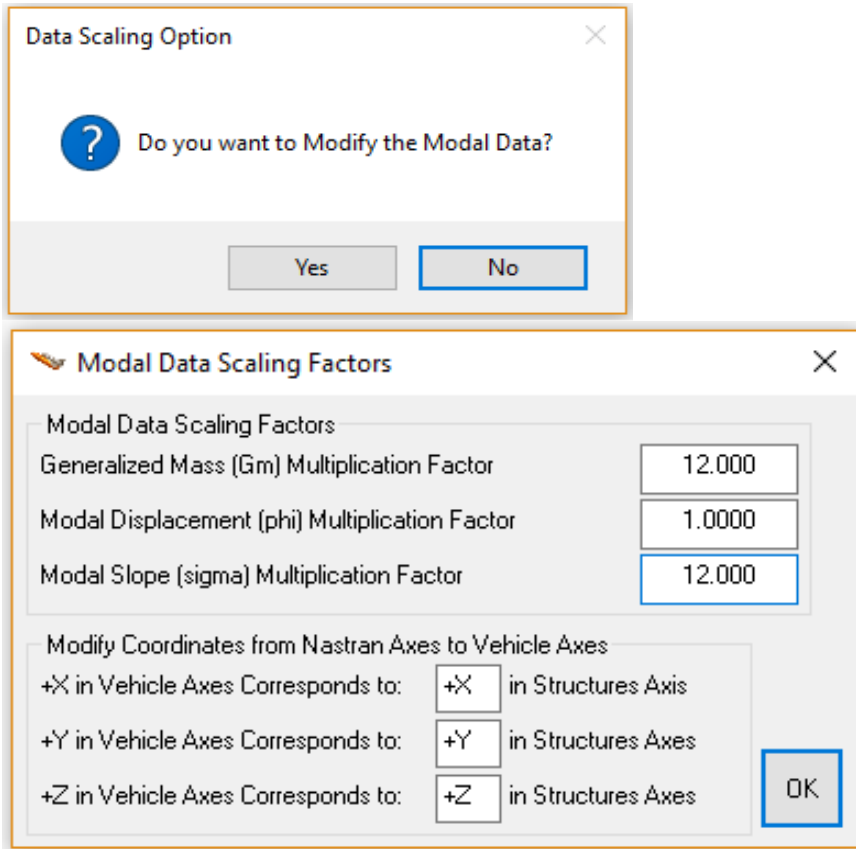 Data Scaling Option
Do you want to Modify the Modal Data?
Yes No
Modal Data Scaling Factors
Modal Data Scaling Factors
Generalized Mass (Gm) Multiplication Factor 12.000
Modal Displacement (phi) Multiplication Factor 1.0000
Modal Slope (sigma) Multiplication Factor 12.000
Modify Coordinates from Nastran Axes to Vehicle Axes
+X in Vehicle Axes Corresponds to: +X in Structures Axis
+Y in Vehicle Axes Corresponds to: +Y in Structures Axes
+Z in Vehicle Axes Corresponds to: +Z in Structures Axes
OK